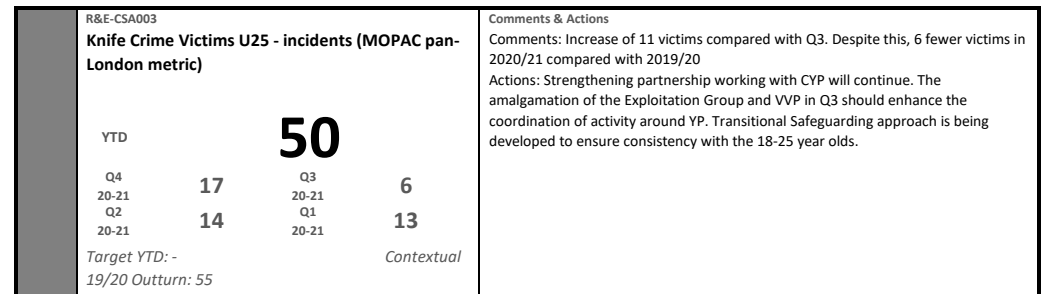 R&E-CSA003
Knife Crime Victims U25 - incidents (MOPAC pan-
London metric)
YTD 50
Q4
20-21 17 Q3
20-21 6
Q2
20-21 14 Q1
20-21 13
Target YTD: - Contextual
19/20 Outturn: 55
Comments & Actions
Comments: Increase of 11 victims compared with Q3. Despite this, 6 fewer victims in
2020/21 compared with 2019/20
Actions: Strengthening partnership working with CYP will continue. The
amalgamation of the Exploitation Group and VVP in Q3 should enhance the
coordination of activity around YP. Transitional Safeguarding approach is being
developed to ensure consistency with the 18-25 year olds.